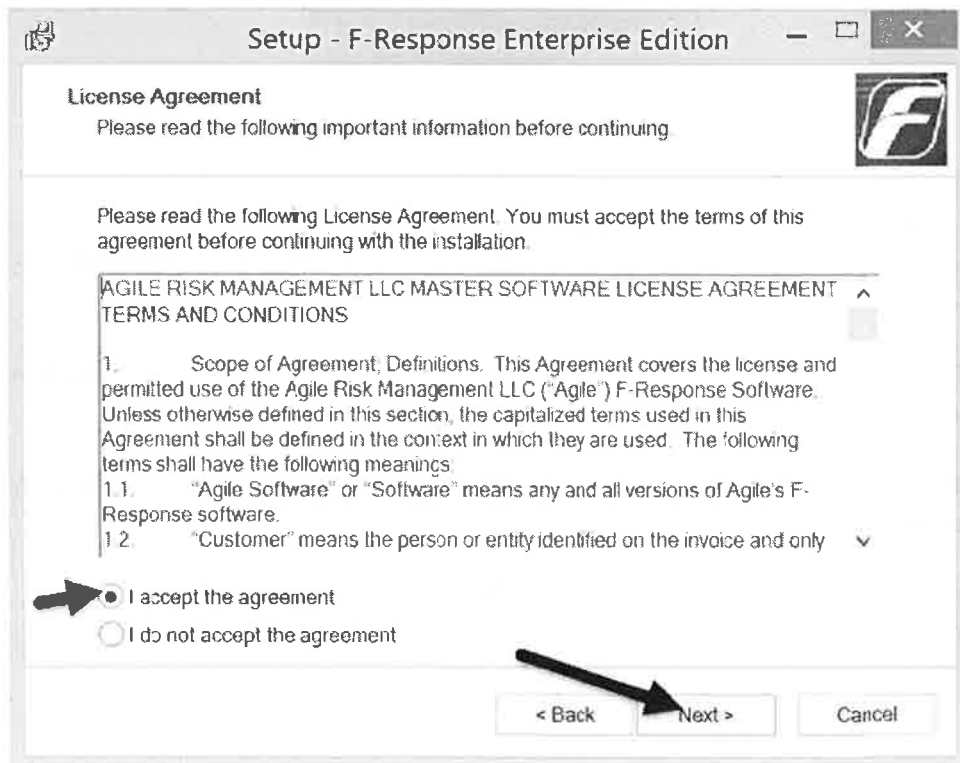 Setup - F-Response Enterprise Edition
License Agreement
Please read the following important information before continuing.
Please read the following License Agreement. You must accept the terms of this
agreement before continuing with the installation.
AGILE RISK MANAGEMENT LLC MASTER SOFTWARE LICENSE AGREEMENT
TERMS AND CONDITIONS
1. Scope of Agreement; Definitions. This Agreement covers the license and
permitted use of the Agile Risk Management LLC ("Agile") F-Response Software.
Unless otherwise defined in this section, the capitalized terms used in this
Agreement shall be defined in the context in which they are used. The following
terms shall have the following meanings:
1.1. "Agile Software" or "Software" means any and all versions of Agile's F-
Response software.
1.2. "Customer" means the person or entity identified on the invoice and only
I accept the agreement
I do not accept the agreement
< Back
Next >
Cancel